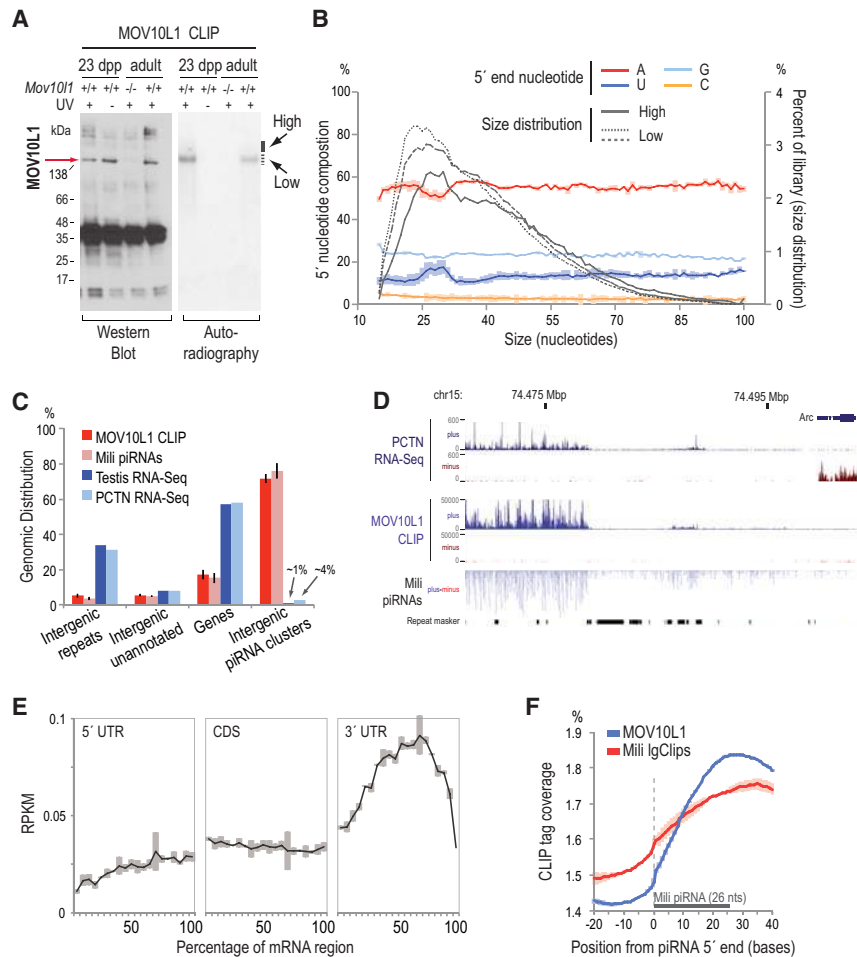 A
MOV10L1 CLIP
23 dpp adult 23 dpp adult
Mov10l1 +/+ +/+ -/- +/+ +/+ +/+ -/- +/+
UV + - + + + - + +
kDa
MOV10L1
138
66
48
35
25
17
High
Low
Western Blot
Auto-radiography
B
5´ end nucleotide
A
U
G
C
Size distribution
High
Low
%
100
80
60
40
20
0
5´ nucleotide compostion
%
4
3
2
1
0
Percent of library (size distribution)
10 25 40 55 70 85 100
Size (nucleotides)
C
%
100
80
60
40
20
0
Genomic Distribution
MOV10L1 CLIP
Mili piRNAs
Testis RNA-Seq
PCTN RNA-Seq
~1%
~4%
Intergenic repeats
Intergenic unannotated
Genes
Intergenic piRNA clusters
D
chr15:
74.475 Mbp
74.495 Mbp
Arc
PCTN RNA-Seq
600
plus
0
600
minus
0
MOV10L1 CLIP
50000
plus
0
50000
minus
0
Mili piRNAs
plus-minus
Repeat masker
E
RPKM
0.1
0.05
0
5´ UTR
CDS
3´ UTR
50 100 50 100 50 100
Percentage of mRNA region
F
%
MOV10L1
Mili IgClips
1.9
1.8
1.7
1.6
1.5
1.4
CLIP tag coverage
Mili piRNA (26 nts)
-20 -10 0 10 20 30 40
Position from piRNA 5´ end (bases)